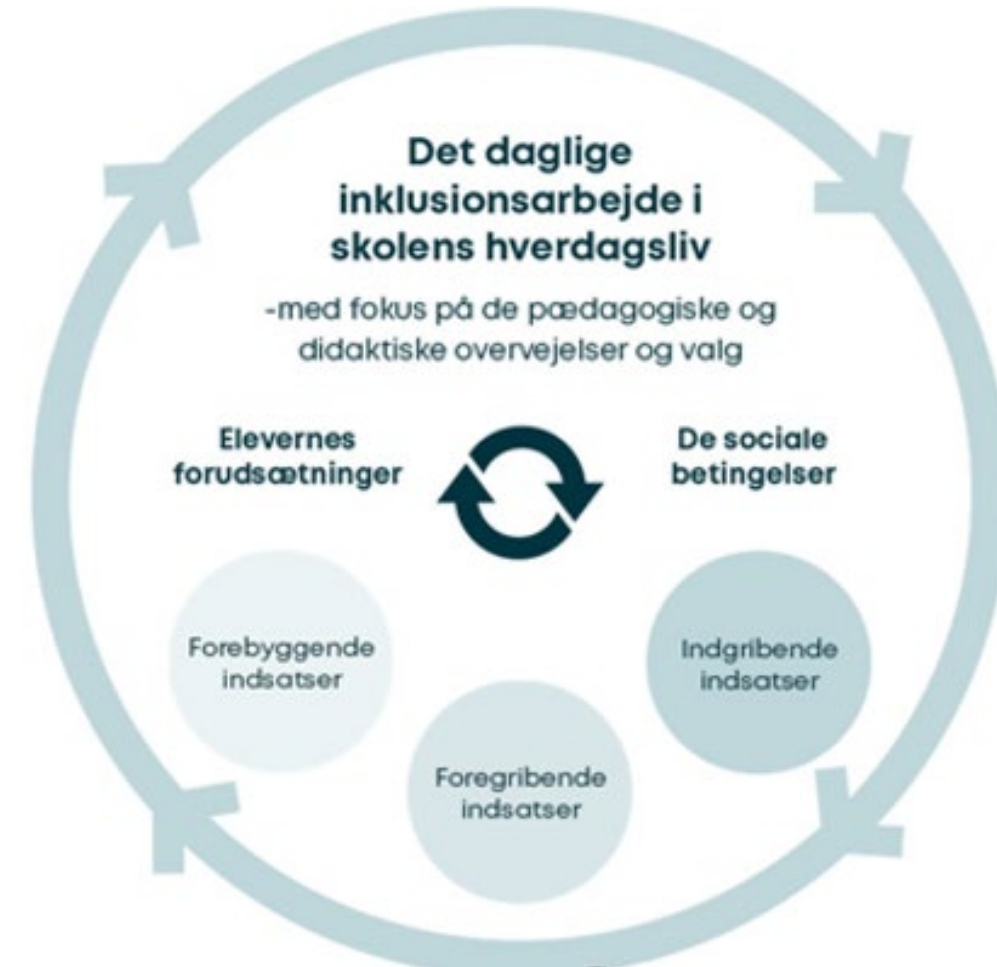 Det daglige
inklusionsarbejde i
skolens hverdagsliv
-med fokus på de pædagogiske og
didaktiske overvejelser og valg
Elevernes
forudsætninger
De sociale
betingelser
Forebyggende
indsatser
Foregribende
indsatser
Indgribende
indsatser